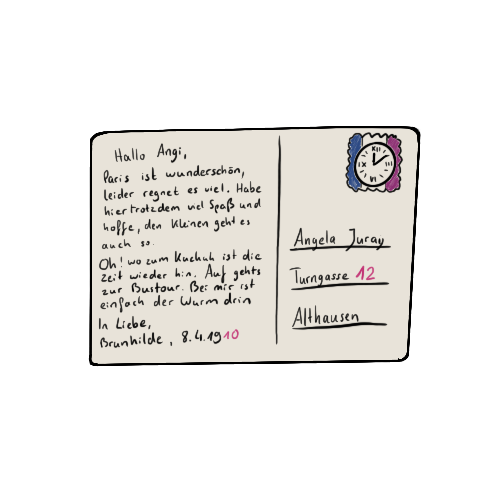 Hallo Angi,
Paris ist wunderschön,
leider regnet es viel. Habe
hier trotzdem viel Spaß und
hoffe, den Kleinen geht es
auch so.
Oh! wo zum Kuckuk ist die
Zeit wieder hin. Auf gehts
zur Bustour. Bei mir ist
einfach der Wurm drin
In Liebe,
Brunhilde, 8.4.1910
XII
III
VI
IX
Angela Juray
Turngasse 12
Althausen